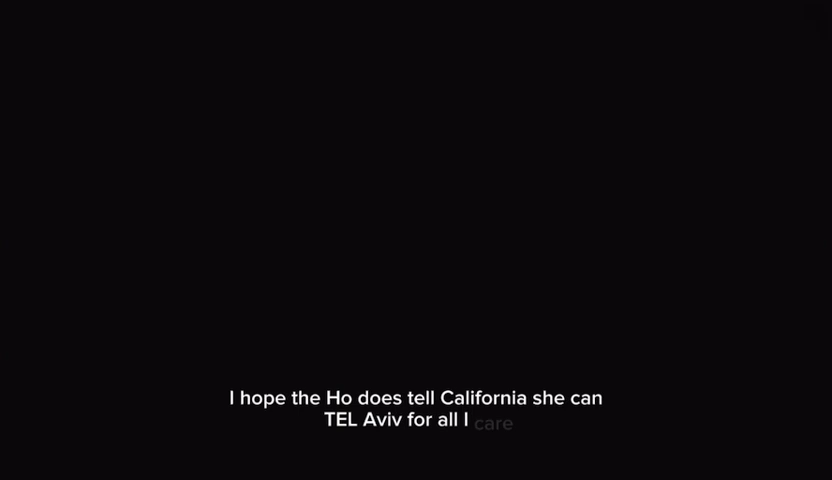 I hope the Ho does tell California she can
TEL Aviv for all I care